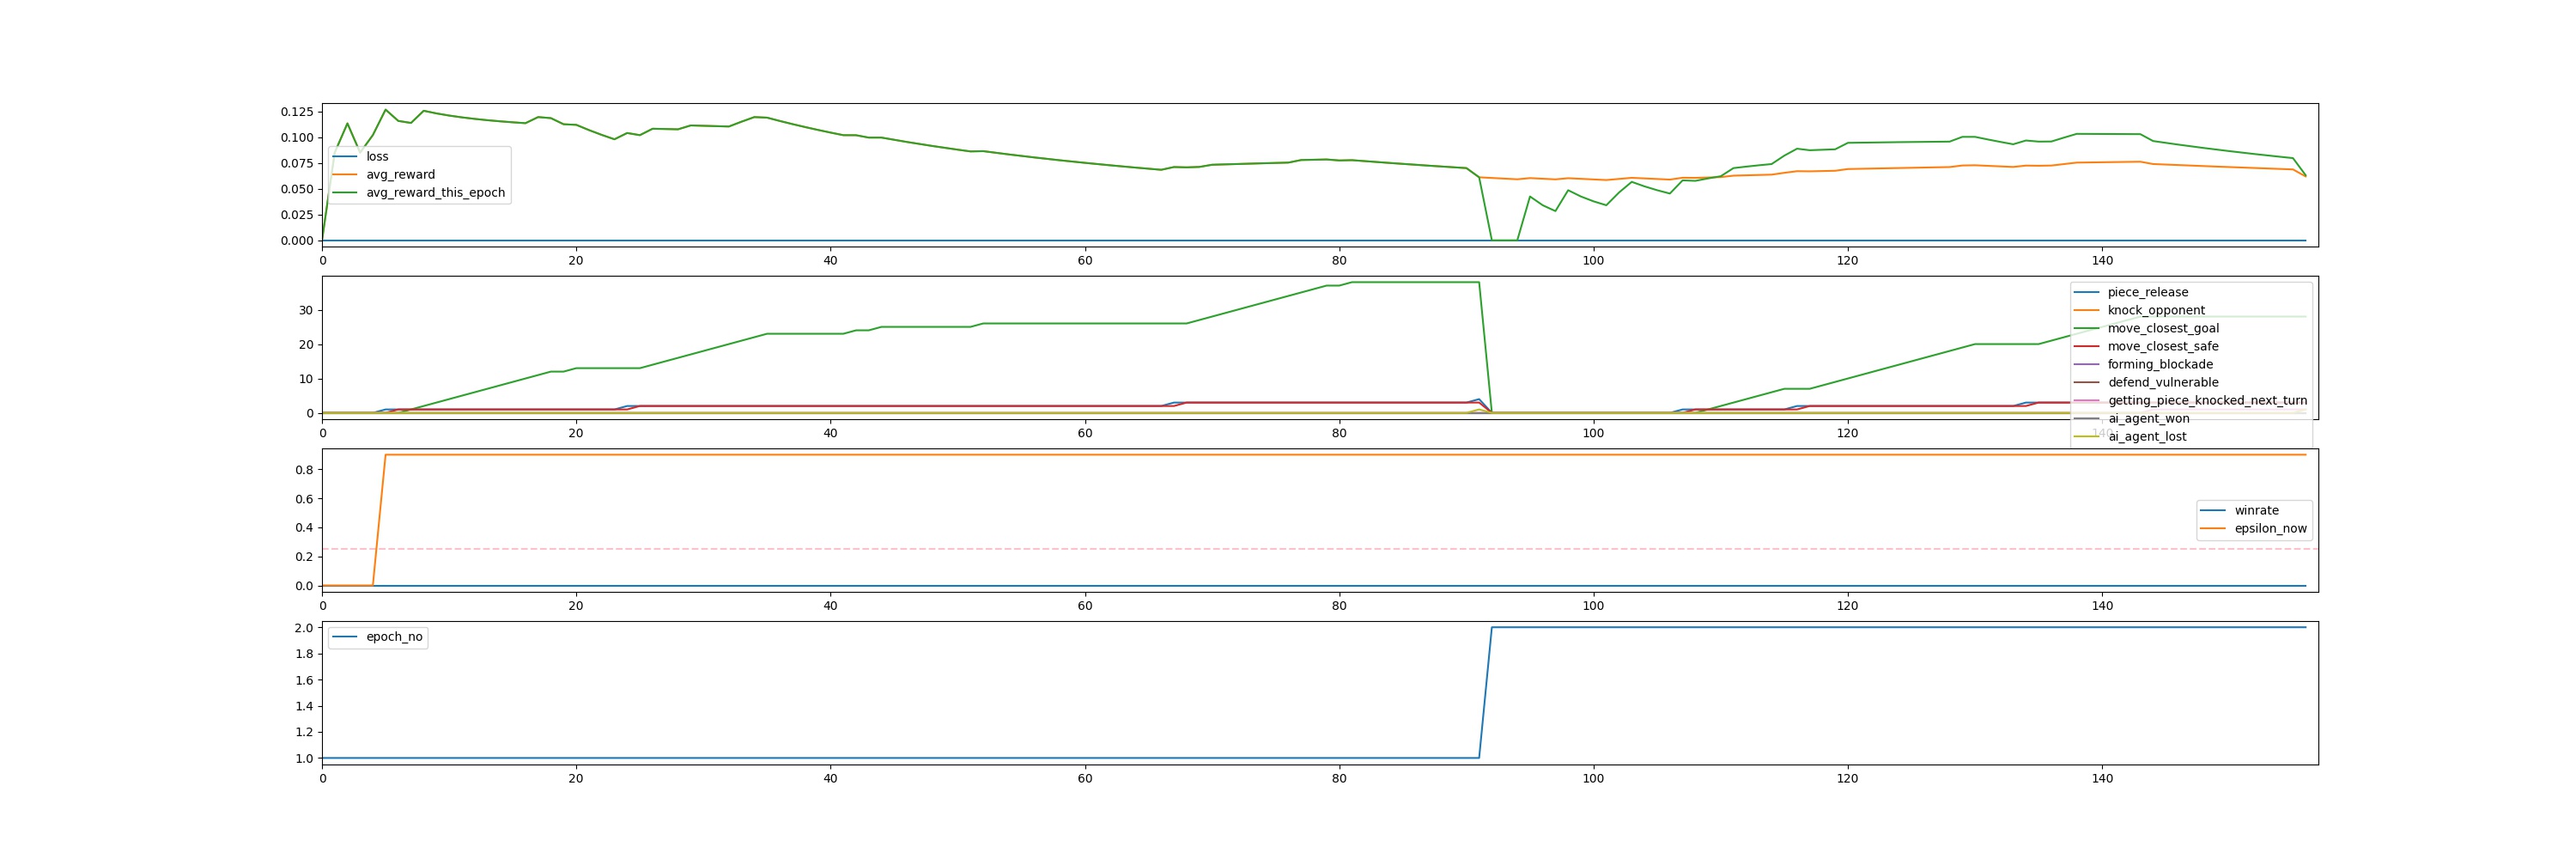 0.125
0.100
0.075
0.050
0.025
0.000
loss
avg_reward
avg_reward_this_epoch
0 20 40 60 80 100 120 140
30
20
10
0
piece_release
knock_opponent
move_closest_goal
move_closest_safe
forming_blockade
defend_vulnerable
getting_piece_knocked_next_turn
ai_agent_won
ai_agent_lost
0 20 40 60 80 100 120 140
0.8
0.6
0.4
0.2
0.0
winrate
epsilon_now
0 20 40 60 80 100 120 140
2.0
1.8
1.6
1.4
1.2
1.0
epoch_no
0 20 40 60 80 100 120 140